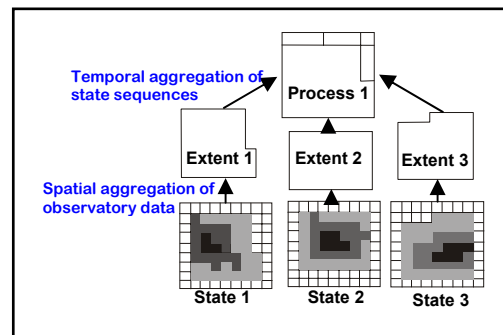 Temporal aggregation of
state sequences
Process 1
Extent 1
Extent 2
Extent 3
Spatial aggregation of
observatory data
State 1
State 2
State 3